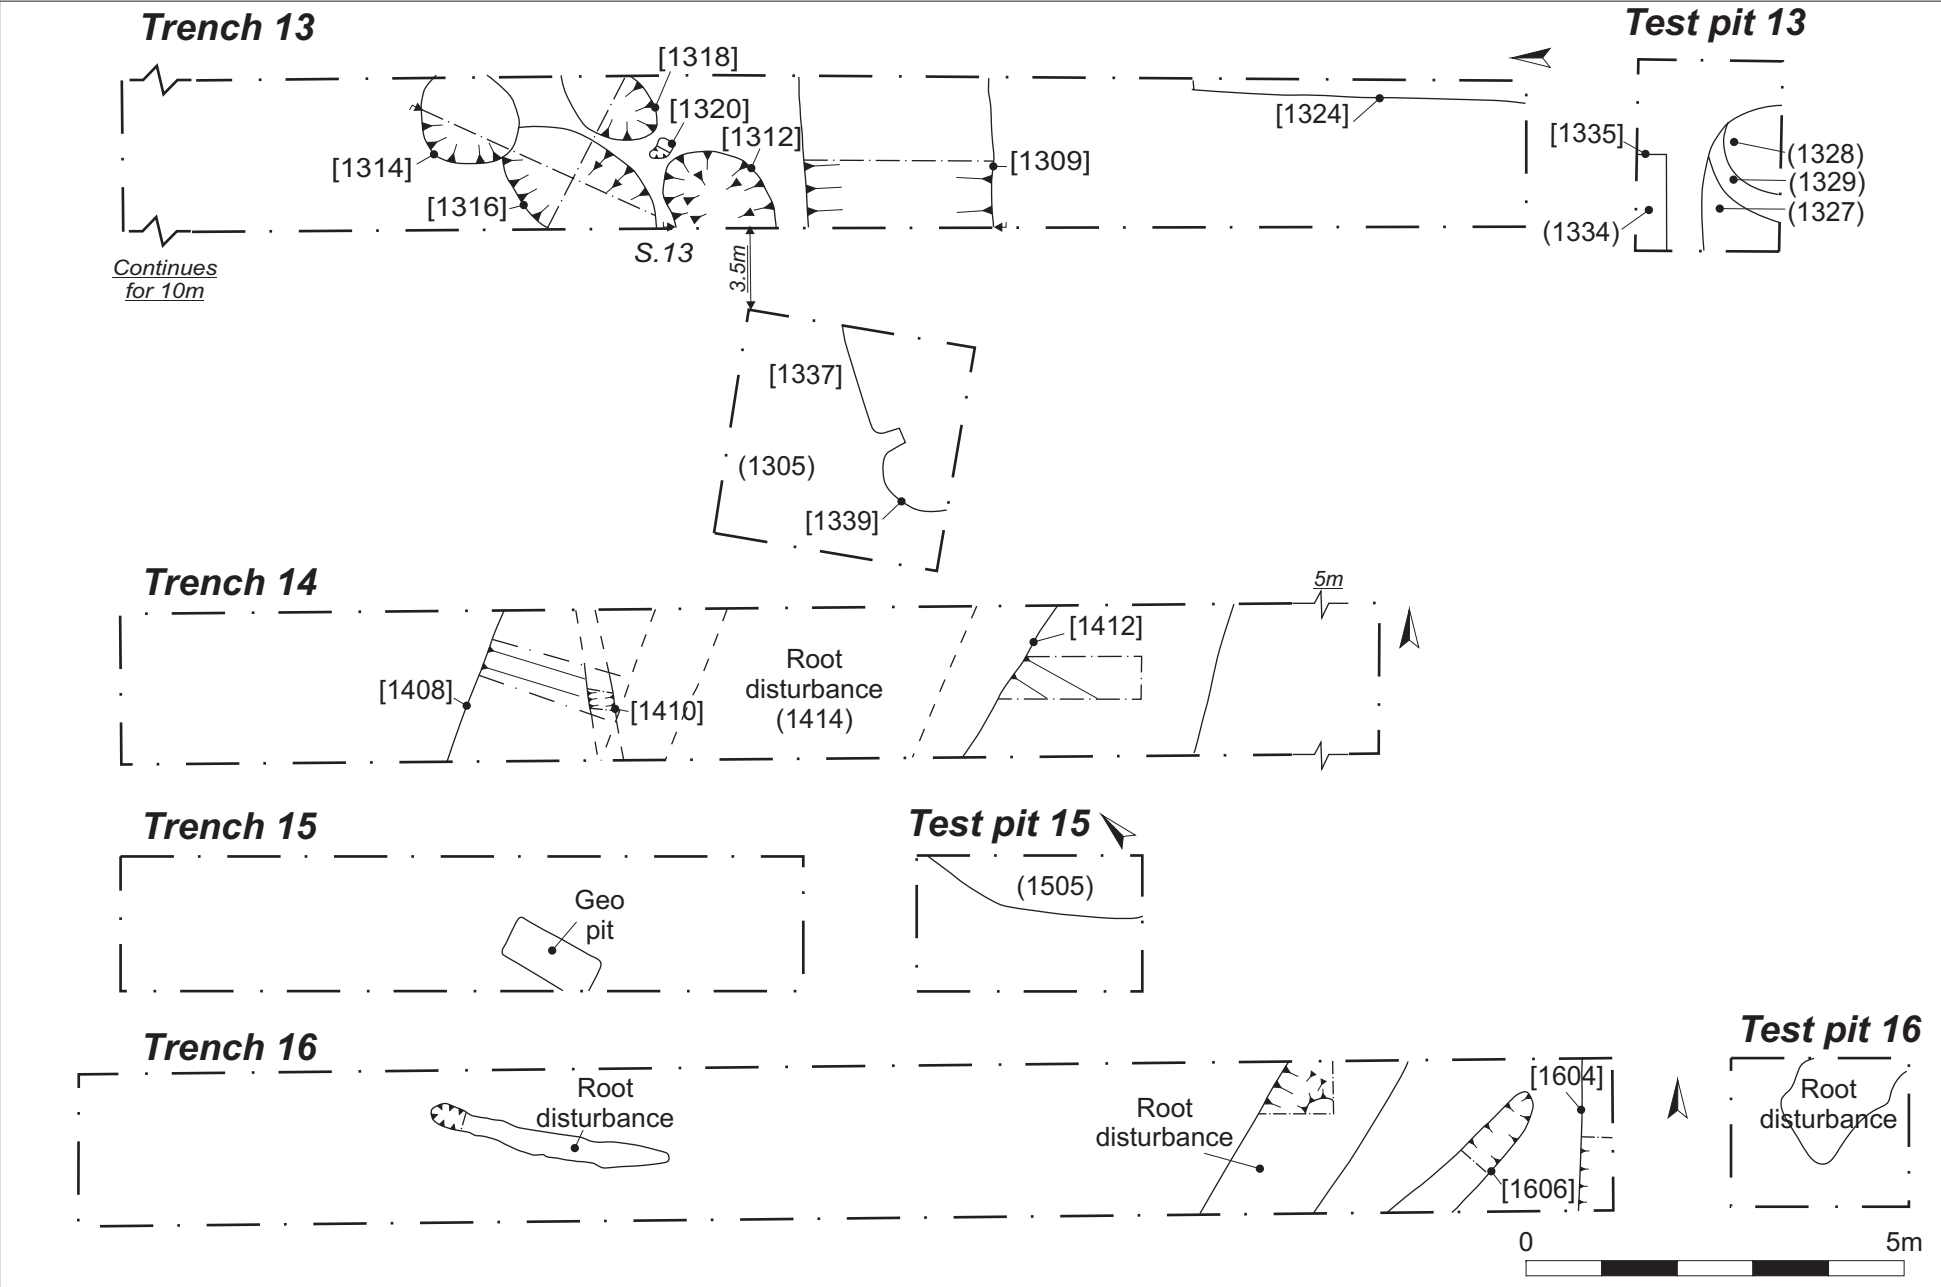 Trench 13
Test pit 13
[1318]
[1320]
[1312]
[1324]
[1335]
[1314]
[1309]
(1328)
(1329)
[1316]
(1327)
(1334)
S.13
3.5m
Continues
for 10m
[1337]
(1305)
[1339]
Trench 14
5m
[1412]
Root
disturbance
(1414)
[1408]
[1410]
Trench 15
Test pit 15
(1505)
Geo
pit
Trench 16
Test pit 16
Root
disturbance
Root
disturbance
[1604]
[1606]
Root
disturbance
0
5m